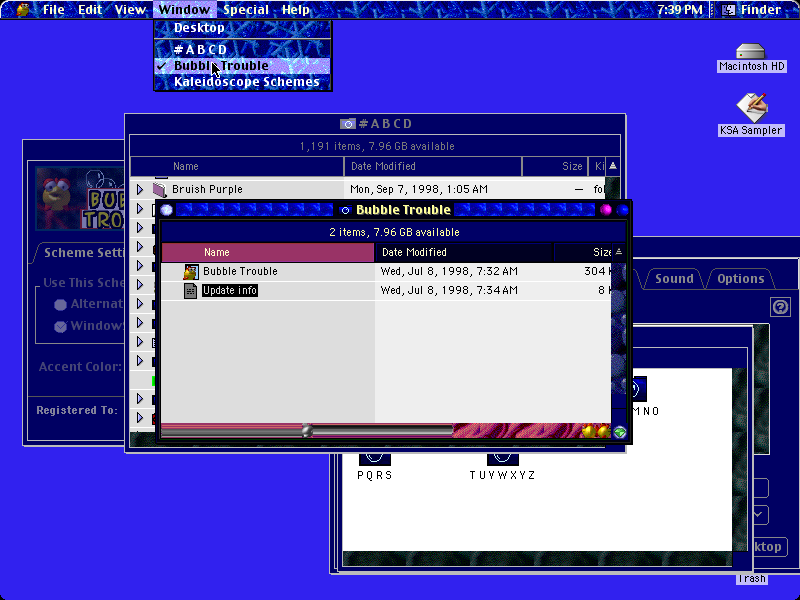 File Edit View Window Special Help 7:39 PM Finder
Desktop
#ABCD
✓ Bubble Trouble
Kaleidoscope Schemes
Macintosh HD
KSA Sampler
#ABCD
1,191 items, 7.96 GB available
Name Date Modified Size Ki
Bruish Purple Mon, Sep 7, 1998, 1:05 AM — fol
Bubble Trouble
2 items, 7.96 GB available
Name Date Modified Size
Bubble Trouble Wed, Jul 8, 1998, 7:32 AM 304 K
Update info Wed, Jul 8, 1998, 7:34 AM 8 K
BUB
TRO
Scheme Setti
Use This Sche
Alternat
Window
Accent Color:
Registered To:
Sound Options
MNO
PQRS TUYWXYZ
ktop
Trash